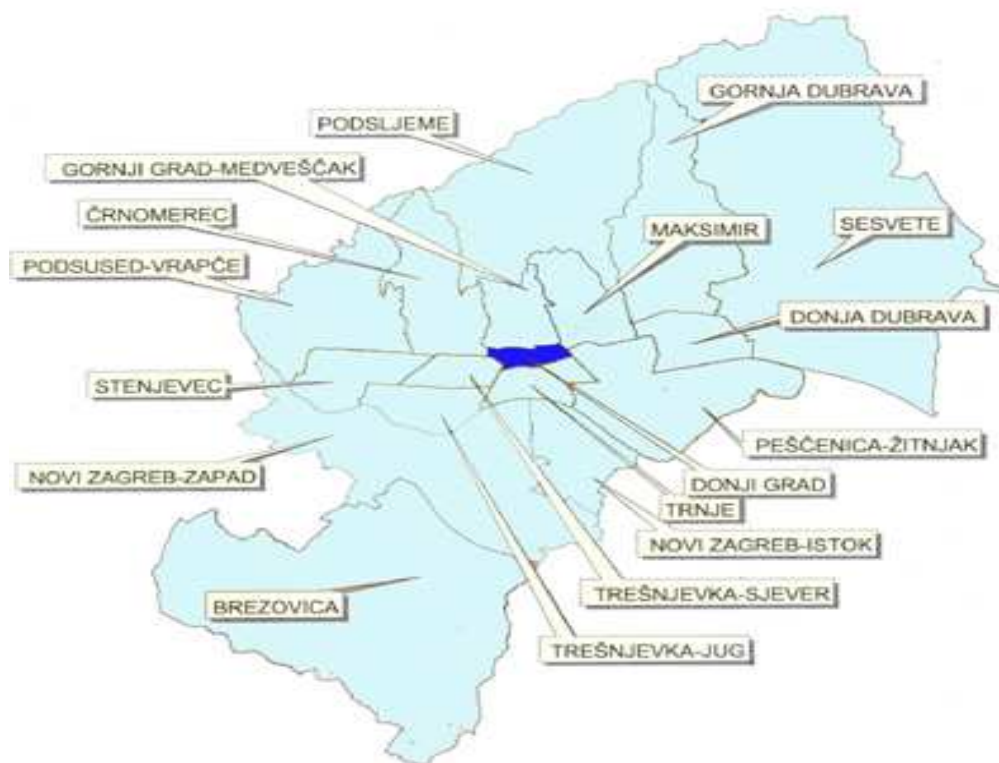 GORNJA DUBRAVA
PODSLJEME
GORNJI GRAD-MEDVEŠČAK
ČRNOMEREC
MAKSIMIR
SESVETE
PODSUSED-VRAPČE
DONJA DUBRAVA
STENJEVEC
PEŠČENICA-ŽITNJAK
NOVI ZAGREB-ZAPAD
DONJI GRAD
TRNJE
NOVI ZAGREB-ISTOK
TREŠNJEVKA-SJEVER
BREZOVICA
TREŠNJEVKA-JUG